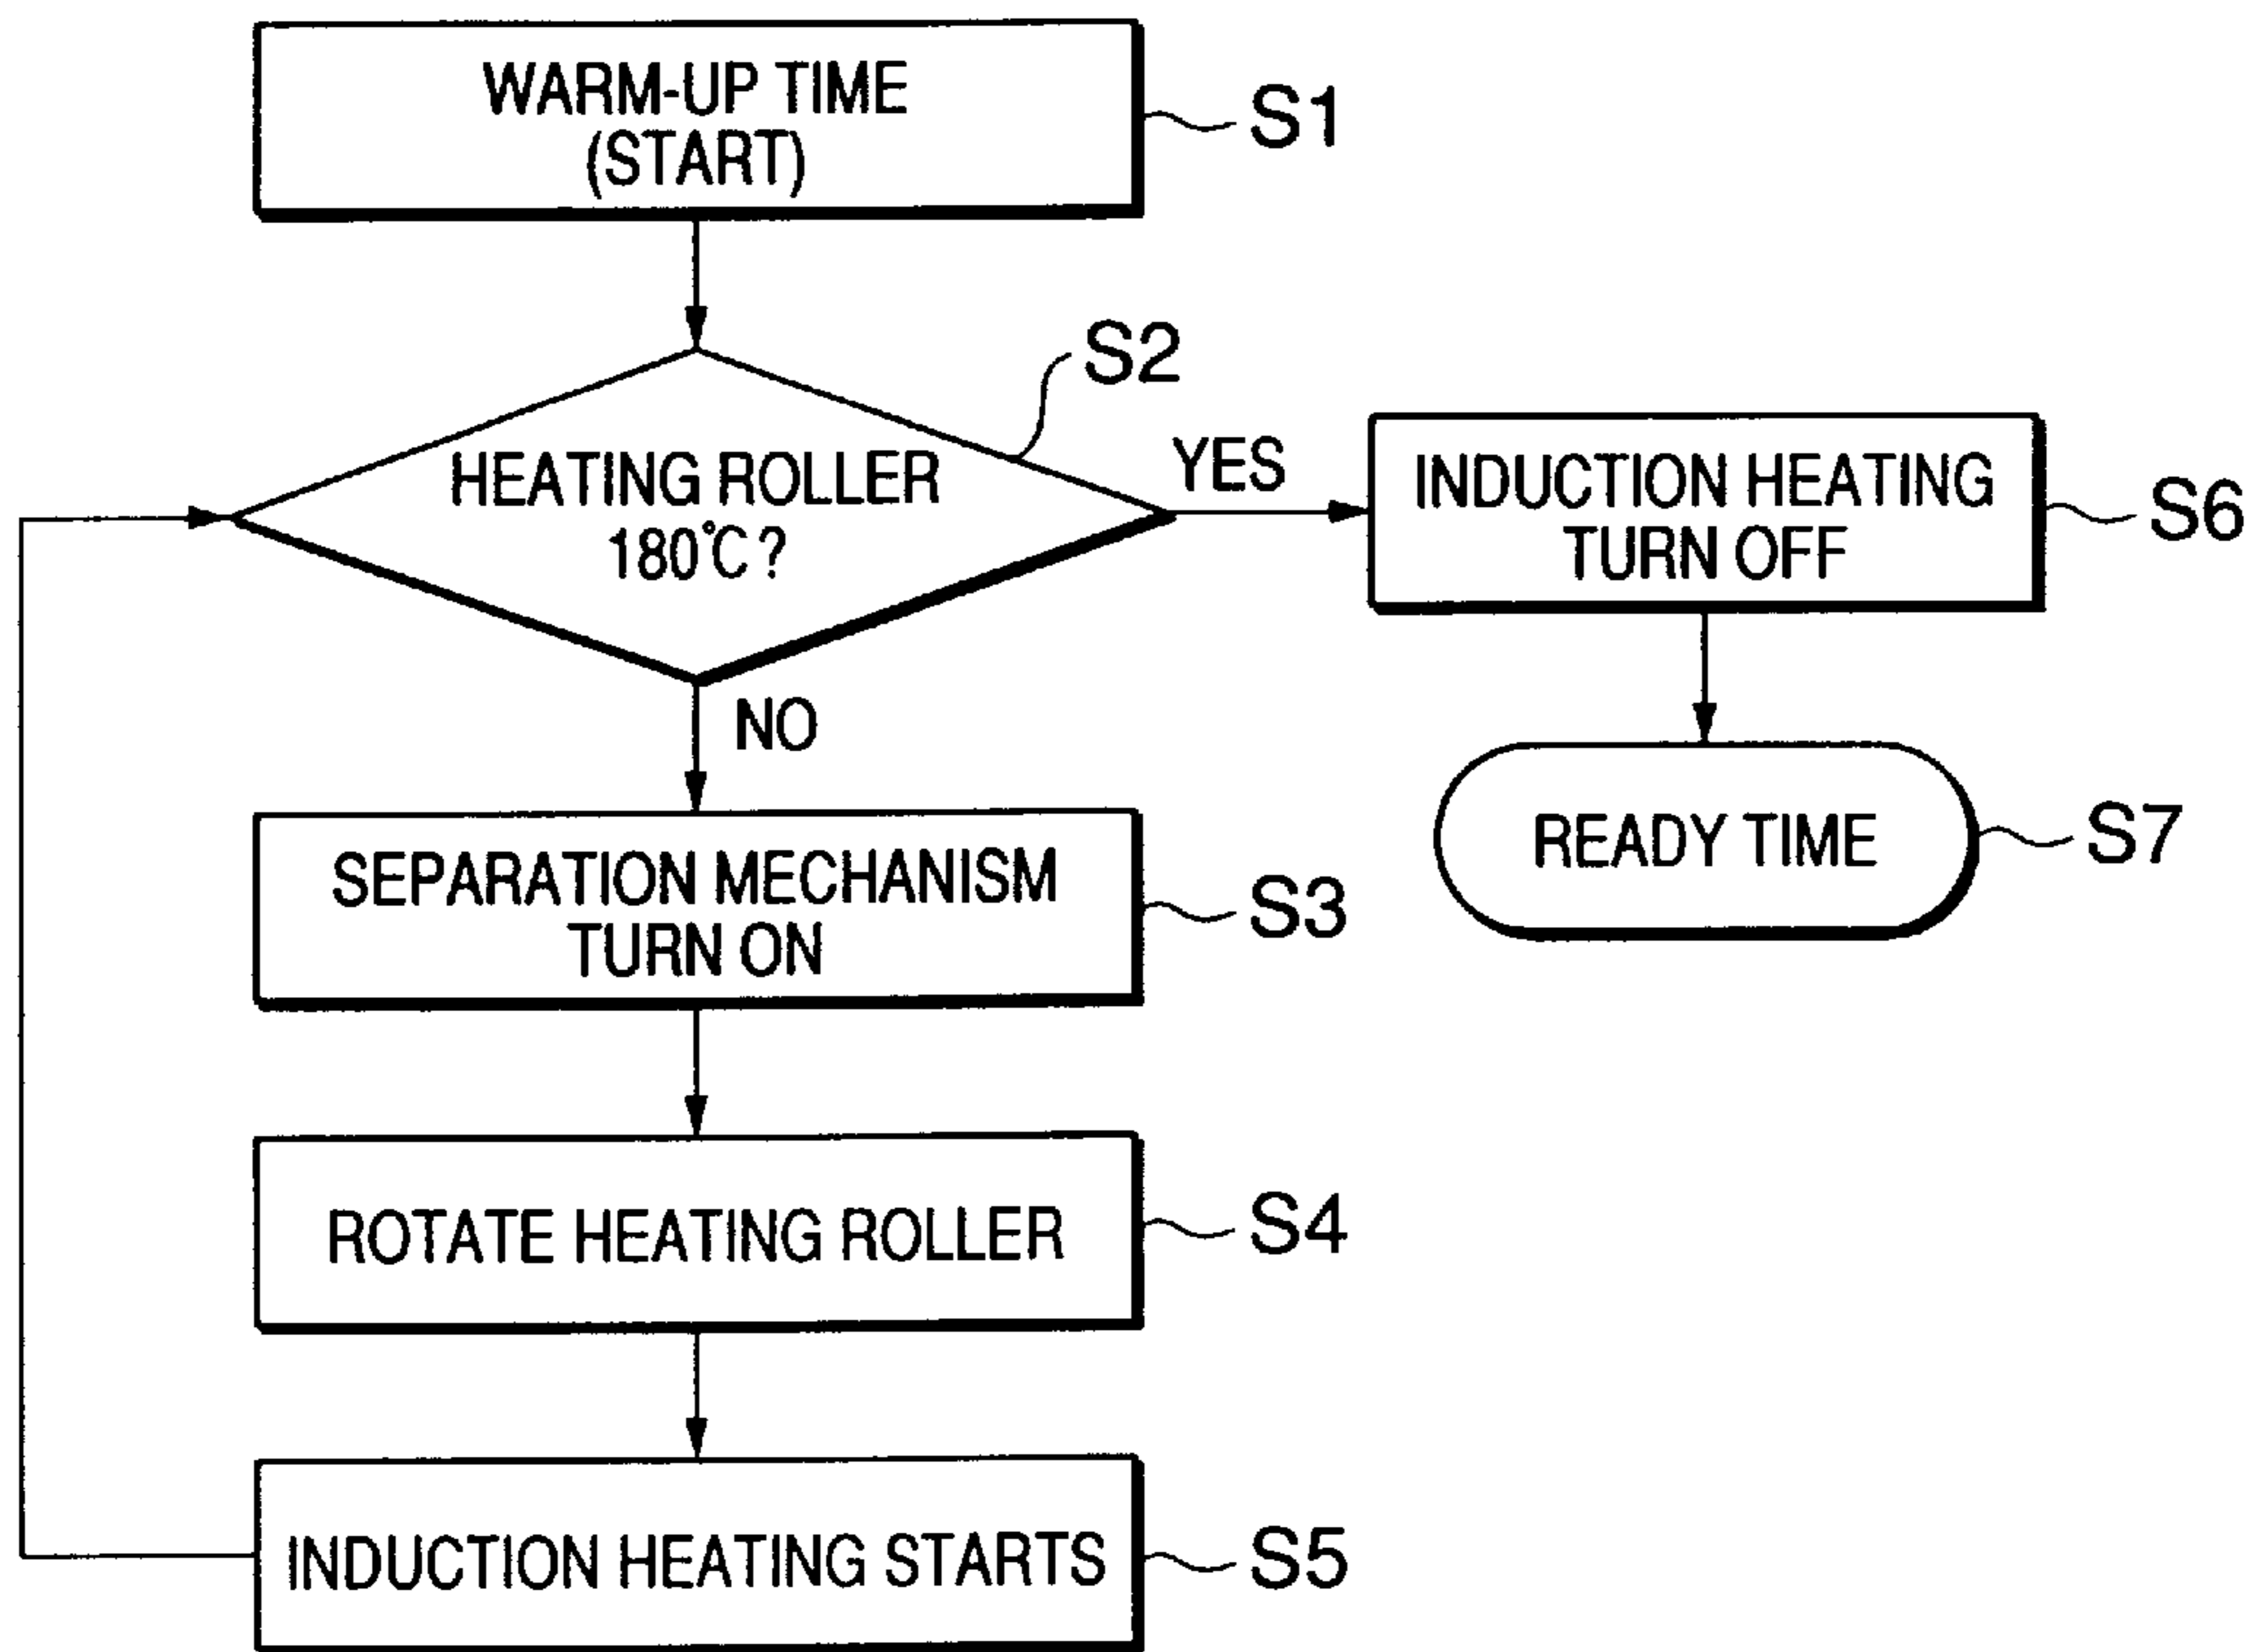 WARM-UP TIME
(START)
S1
S2
HEATING ROLLER
180°C?
YES
INDUCTION HEATING
TURN OFF
S6
NO
READY TIME
S7
SEPARATION MECHANISM
TURN ON
S3
ROTATE HEATING ROLLER
S4
INDUCTION HEATING STARTS
S5